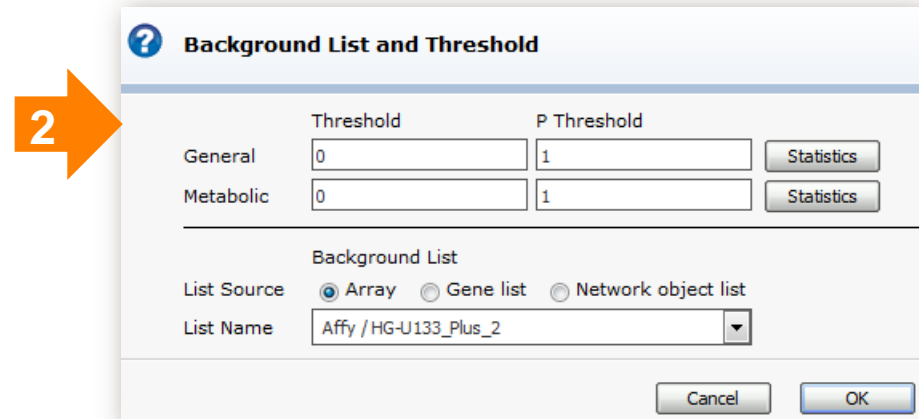 ?
Background List and Threshold
2
Threshold P Threshold
General 0 1 Statistics
Metabolic 0 1 Statistics
Background List
List Source Array Gene list Network object list
List Name Affy / HG-U133_Plus_2
Cancel OK